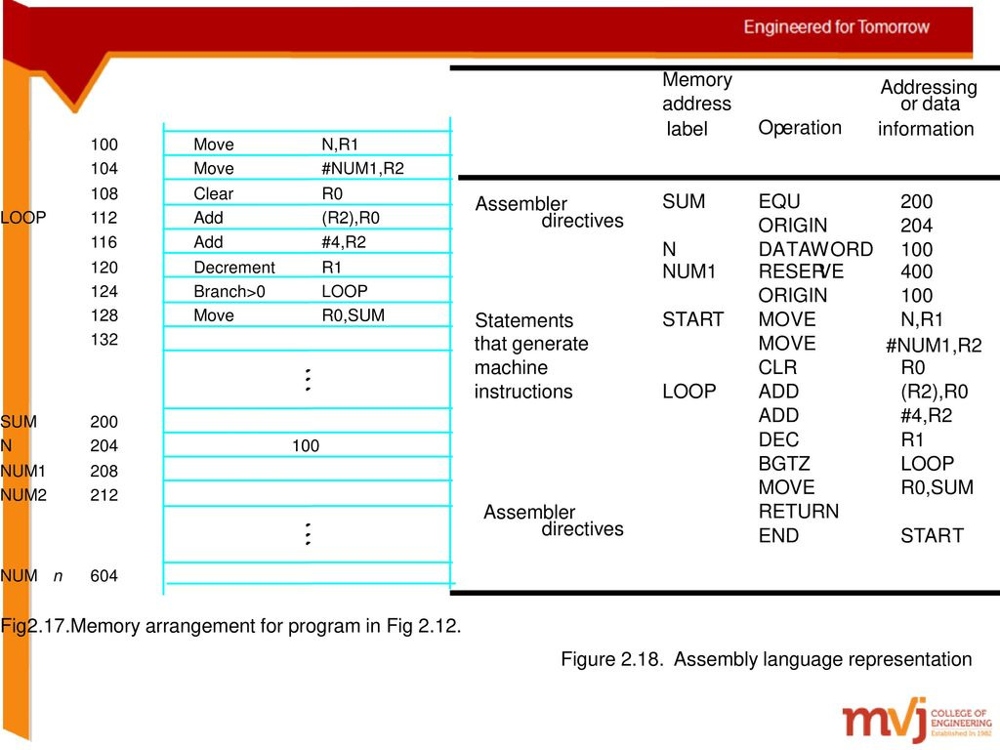 Engineered for Tomorrow
100 Move N,R1
104 Move #NUM1,R2
108 Clear R0
LOOP 112 Add (R2),R0
116 Add #4,R2
120 Decrement R1
124 Branch>0 LOOP
128 Move R0,SUM
132
SUM 200
N 204 100
NUM1 208
NUM2 212
NUM n 604
Fig2.17.Memory arrangement for program in Fig 2.12.
Memory
address
label
Operation
Addressing
or data
information
Assembler
directives
SUM EQU 200
ORIGIN 204
N DATAWORD 100
NUM1 RESERVE 400
ORIGIN 100
Statements
that generate
machine
instructions
START MOVE N,R1
MOVE #NUM1,R2
CLR R0
LOOP ADD (R2),R0
ADD #4,R2
DEC R1
BGTZ LOOP
MOVE R0,SUM
Assembler
directives
RETURN
END START
Figure 2.18. Assembly language representation
mvj COLLEGE OF
ENGINEERING
Established In 1982